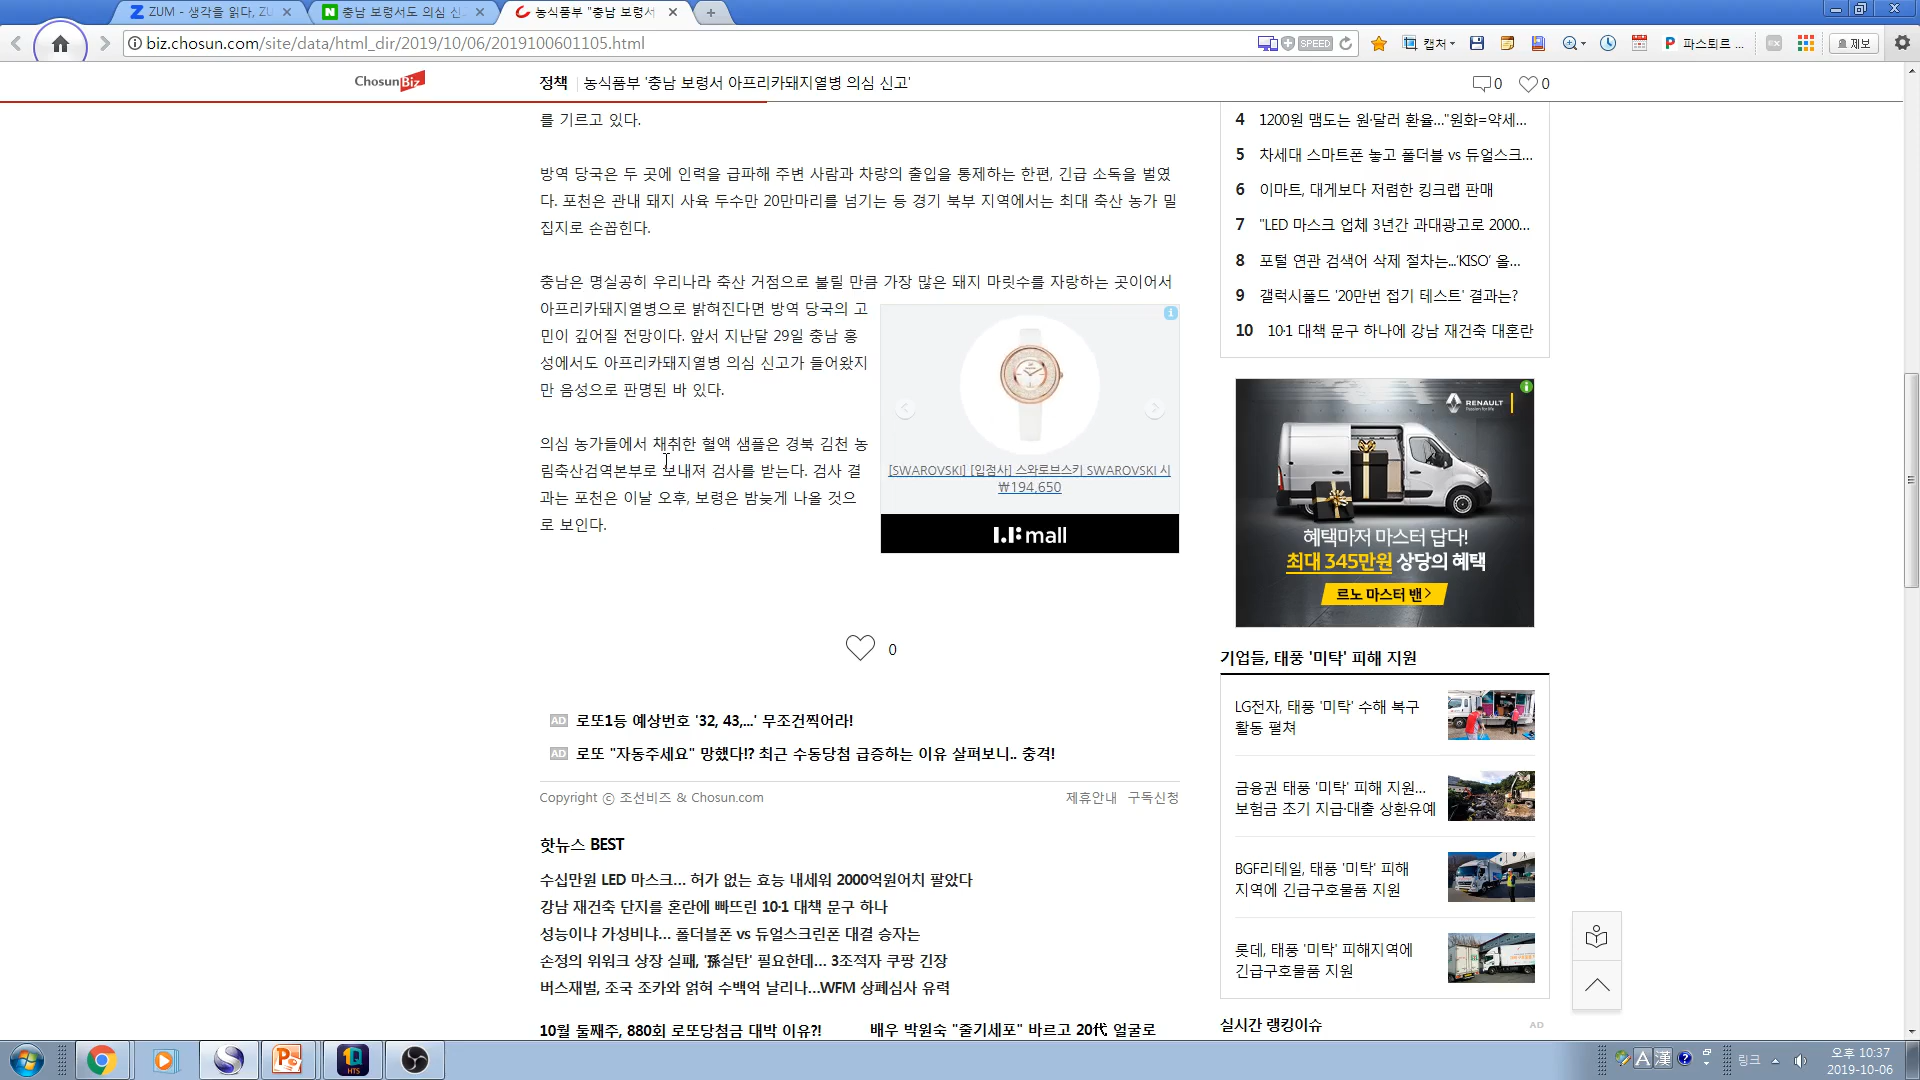 ZUM - 생각을 읽다, ZU
충남 보령서도 의심 신
농식품부 "충남 보령서
biz.chosun.com/site/data/html_dir/2019/10/06/2019100601105.html
SPEED
캡처
파스퇴르 ...
제보
ChosunBiz
정책
농식품부 '충남 보령서 아프리카돼지열병 의심 신고'
0
0
를 기르고 있다.
방역 당국은 두 곳에 인력을 급파해 주변 사람과 차량의 출입을 통제하는 한편, 긴급 소독을 벌였
다. 포천은 관내 돼지 사육 두수만 20만마리를 넘기는 등 경기 북부 지역에서는 최대 축산 농가 밀
집지로 손꼽힌다.
충남은 명실공히 우리나라 축산 거점으로 불릴 만큼 가장 많은 돼지 마릿수를 자랑하는 곳이어서
아프리카돼지열병으로 밝혀진다면 방역 당국의 고
민이 깊어질 전망이다. 앞서 지난달 29일 충남 홍
성에서도 아프리카돼지열병 의심 신고가 들어왔지
만 음성으로 판명된 바 있다.
의심 농가들에서 채취한 혈액 샘플은 경북 김천 농
림축산검역본부로 보내져 검사를 받는다. 검사 결
과는 포천은 이날 오후, 보령은 밤늦게 나올 것으
로 보인다.
[SWAROVSKI] [입점사] 스와로브스키 SWAROVSKI 시
₩194,650
LF mall
0
AD 로또1등 예상번호 '32, 43,...' 무조건찍어라!
AD 로또 "자동주세요" 망했다!? 최근 수동당첨 급증하는 이유 살펴보니.. 충격!
Copyright ⓒ 조선비즈 & Chosun.com
제휴안내 구독신청
핫뉴스 BEST
수십만원 LED 마스크... 허가 없는 효능 내세워 2000억원어치 팔았다
강남 재건축 단지를 혼란에 빠뜨린 10·1 대책 문구 하나
성능이냐 가성비냐... 폴더블폰 vs 듀얼스크린폰 대결 승자는
손정의 위워크 상장 실패, '孫실탄' 필요한데... 3조적자 쿠팡 긴장
버스재벌, 조국 조카와 얽혀 수백억 날리나...WFM 상폐심사 유력
10월 둘째주, 880회 로또당첨금 대박 이유?!
배우 박원숙 "줄기세포" 바르고 20代 얼굴로
4 1200원 맴도는 원·달러 환율..."원화=약세...
5 차세대 스마트폰 놓고 폴더블 vs 듀얼스크...
6 이마트, 대게보다 저렴한 킹크랩 판매
7 "LED 마스크 업체 3년간 과대광고로 2000...
8 포털 연관 검색어 삭제 절차는...'KISO' 올...
9 갤럭시폴드 '20만번 접기 테스트' 결과는?
10 10·1 대책 문구 하나에 강남 재건축 대혼란
RENAULT
Passion for life
혜택마저 마스터 답다!
최대 345만원 상당의 혜택
르노 마스터 밴>
기업들, 태풍 '미탁' 피해 지원
LG전자, 태풍 '미탁' 수해 복구
활동 펼쳐
금융권 태풍 '미탁' 피해 지원...
보험금 조기 지급·대출 상환유예
BGF리테일, 태풍 '미탁' 피해
지역에 긴급구호물품 지원
롯데, 태풍 '미탁' 피해지역에
긴급구호물품 지원
실시간 랭킹이슈
AD
HTS
A 漢
링크
오후 10:37
2019-10-06